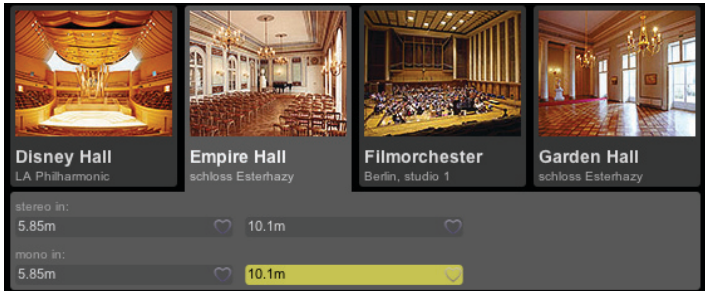 Disney Hall
LA Philharmonic
Empire Hall
schloss Esterhazy
Filmorchester
Berlin, studio 1
Garden Hall
schloss Esterhazy
stereo in:
5.85m
10.1m
mono in:
5.85m
10.1m